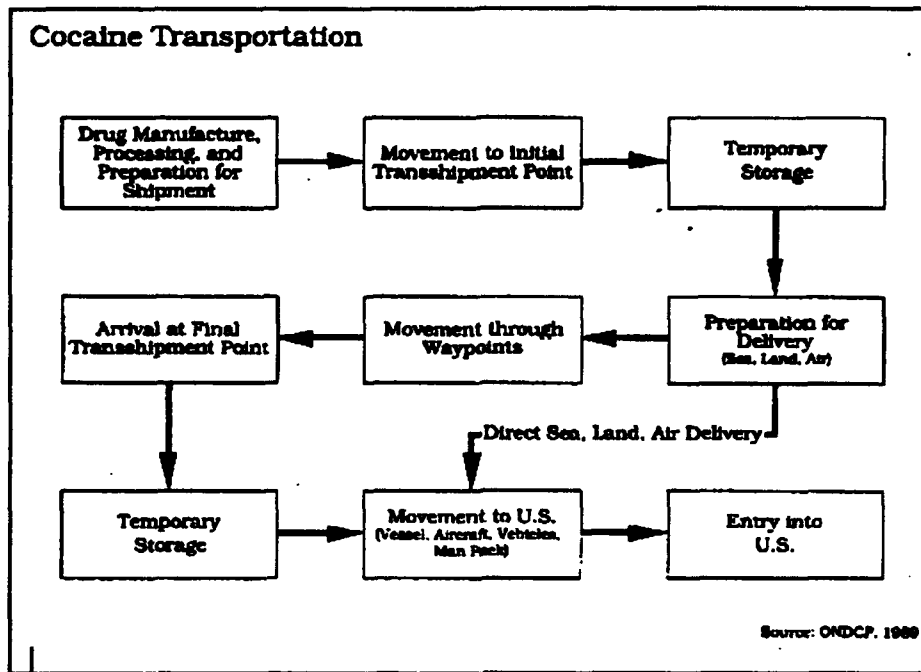 Cocaine Transportation
Drug Manufacture,
Processing, and
Preparation for
Shipment
Movement to Initial
Transshipment Point
Temporary
Storage
Arrival at Final
Transshipment Point
Movement through
Waypoints
Preparation for
Delivery
(Sea, Land, Air)
Direct Sea, Land, Air Delivery
Temporary
Storage
Movement to U.S.
(Vessel, Aircraft, Vehicles,
Man Pack)
Entry into
U.S.
Source: ONDCP, 1989